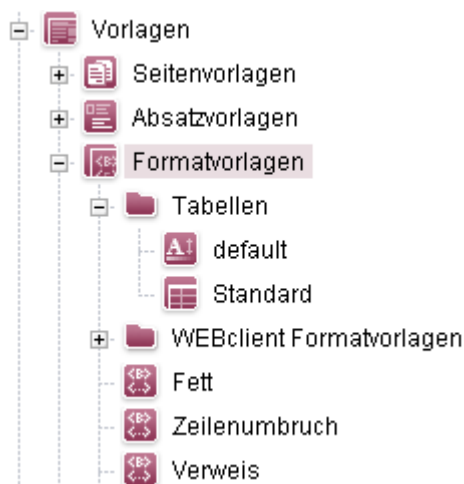 Vorlagen
Seitenvorlagen
Absatzvorlagen
Formatvorlagen
Tabellen
default
Standard
WEBclient Formatvorlagen
Fett
Zeilenumbruch
Verweis